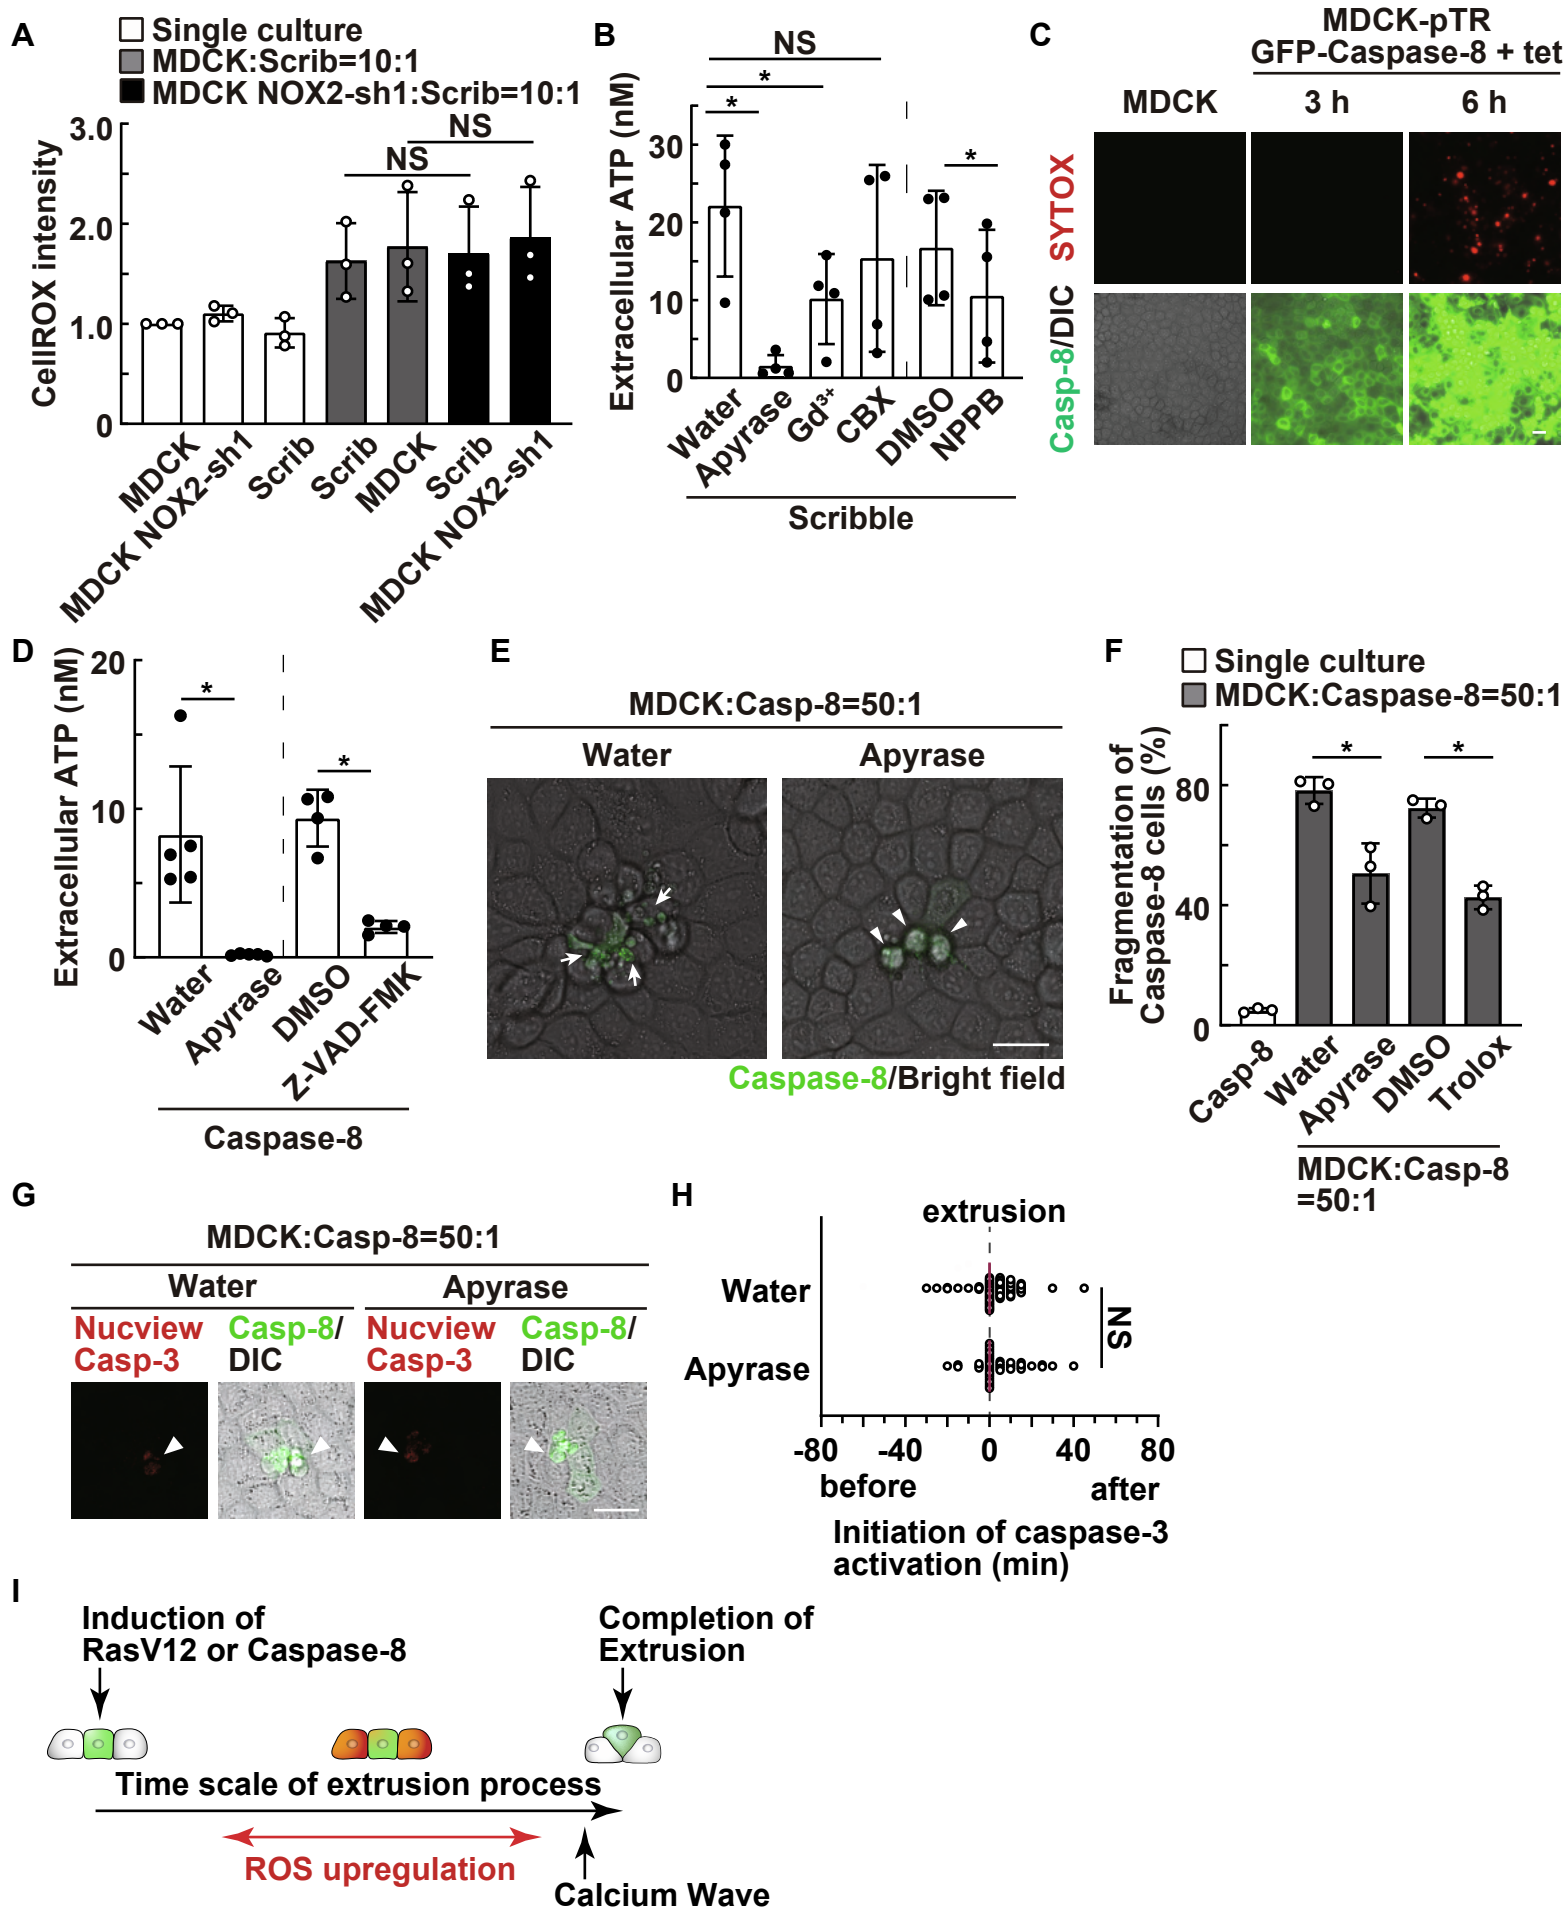 A
Single culture
MDCK:Scrib=10:1
MDCK NOX2-sh1:Scrib=10:1
CellROX intensity
3.0
2.0
1.0
0
NS
NS
MDCK
MDCK NOX2-sh1
Scrib
Scrib
MDCK
Scrib
MDCK NOX2-sh1
B
Extracellular ATP (nM)
30
20
10
0
NS
*
*
*
Water
Apyrase
Gd³⁺
CBX
DMSO
NPPB
Scribble
C
MDCK-pTR
GFP-Caspase-8 + tet
MDCK
3 h
6 h
SYTOX
Casp-8/DIC
D
Extracellular ATP (nM)
20
10
0
*
*
Water
Apyrase
DMSO
Z-VAD-FMK
Caspase-8
E
MDCK:Casp-8=50:1
Water
Apyrase
Caspase-8/Bright field
F
Single culture
MDCK:Caspase-8=50:1
Fragmentation of
Caspase-8 cells (%)
80
40
0
*
*
Casp-8
Water
Apyrase
DMSO
Trolox
MDCK:Casp-8
=50:1
G
MDCK:Casp-8=50:1
Water
Apyrase
Nucview
Casp-3
Casp-8/
DIC
Nucview
Casp-3
Casp-8/
DIC
H
extrusion
Water
Apyrase
NS
-80
-40
0
40
80
before
after
Initiation of caspase-3
activation (min)
I
Induction of
RasV12 or Caspase-8
Completion of
Extrusion
Time scale of extrusion process
ROS upregulation
Calcium Wave